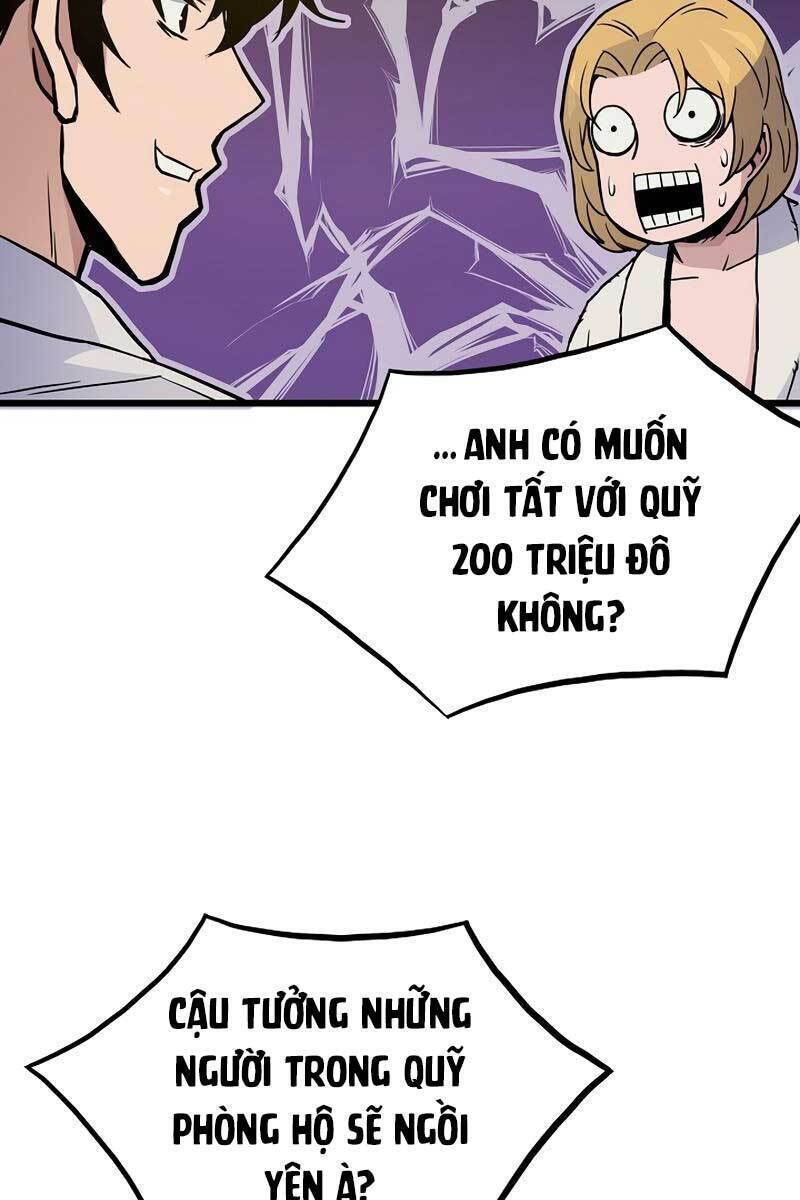 ...ANH CÓ MUỐN
CHƠI TẤT VỚI QUỸ
200 TRIỆU ĐÔ
KHÔNG?
CẬU TƯỞNG NHỮNG
NGƯỜI TRONG QUỸ
PHÒNG HỘ SẼ NGỒI
YÊN À?